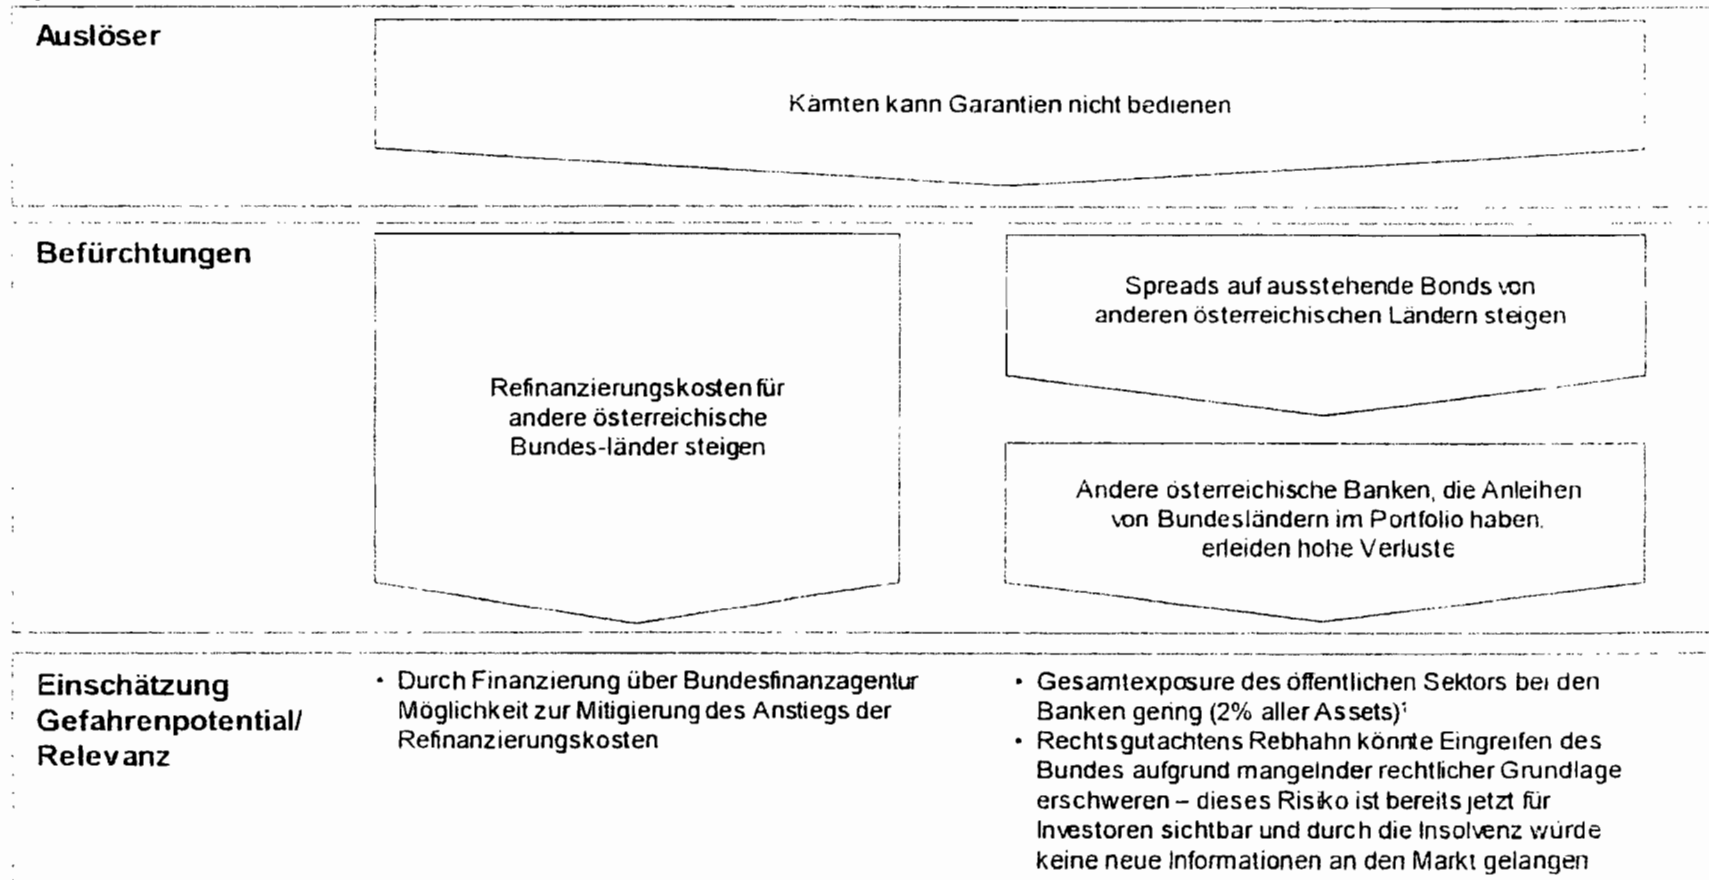 Auslöser
Kärnten kann Garantien nicht bedienen
Befürchtungen
Refinanzierungskosten für
andere österreichische
Bundes-länder steigen
Spreads auf ausstehende Bonds von
anderen österreichischen Ländern steigen
Andere österreichische Banken, die Anleihen
von Bundesländern im Portfolio haben,
erleiden hohe Verluste
Einschätzung
Gefahrenpotential/
Relevanz
• Durch Finanzierung über Bundesfinanzagentur
Möglichkeit zur Mitigierung des Anstiegs der
Refinanzierungskosten
• Gesamtexposure des öffentlichen Sektors bei den
Banken gering (2% aller Assets)¹
• Rechtsgutachtens Rebhahn könnte Eingreifen des
Bundes aufgrund mangelnder rechtlicher Grundlage
erschweren – dieses Risiko ist bereits jetzt für
Investoren sichtbar und durch die Insolvenz würde
keine neue Informationen an den Markt gelangen